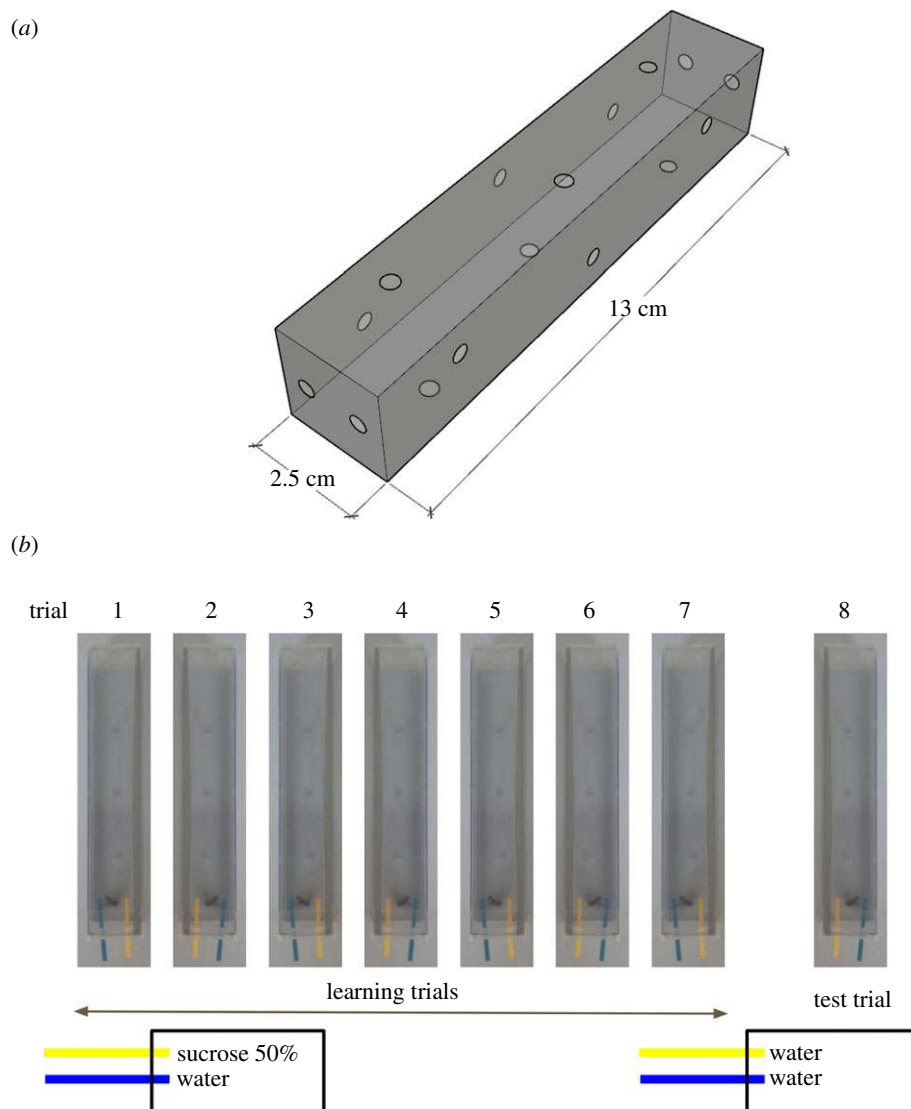 (a)
13 cm
2.5 cm
(b)
trial 1 2 3 4 5 6 7 8
learning trials
test trial
sucrose 50%
water
water
water